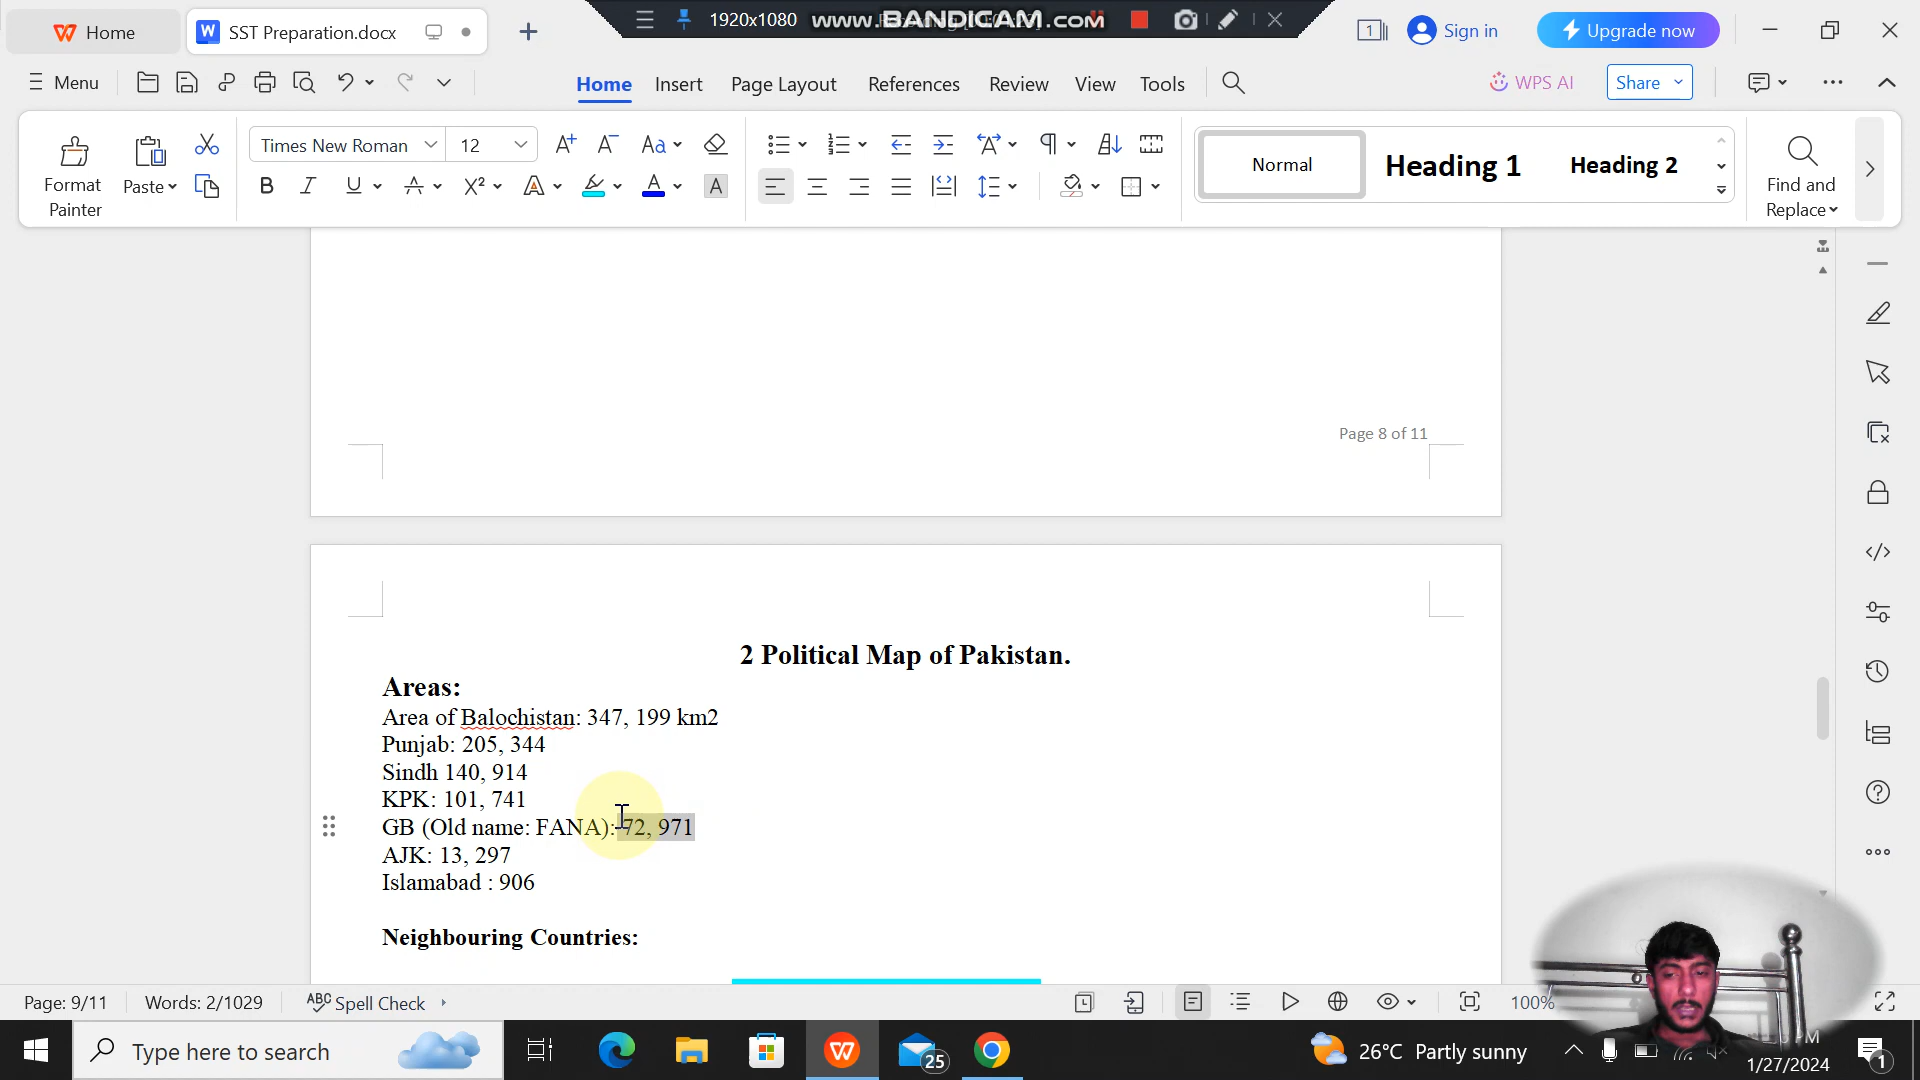 Home
SST Preparation.docx
1920x1080
www.BANDICAM.com
Sign in
Upgrade now
Menu
Home
Insert
Page Layout
References
Review
View
Tools
WPS AI
Share
Format
Painter
Paste
Times New Roman
12
Normal
Heading 1
Heading 2
Find and
Replace
Page 8 of 11
2 Political Map of Pakistan.
Areas:
Area of Balochistan: 347, 199 km2
Punjab: 205, 344
Sindh 140, 914
KPK: 101, 741
GB (Old name: FANA): 72, 971
AJK: 13, 297
Islamabad : 906
Neighbouring Countries:
Page: 9/11
Words: 2/1029
Spell Check
100%
Type here to search
25
26°C Partly sunny
1/27/2024
1